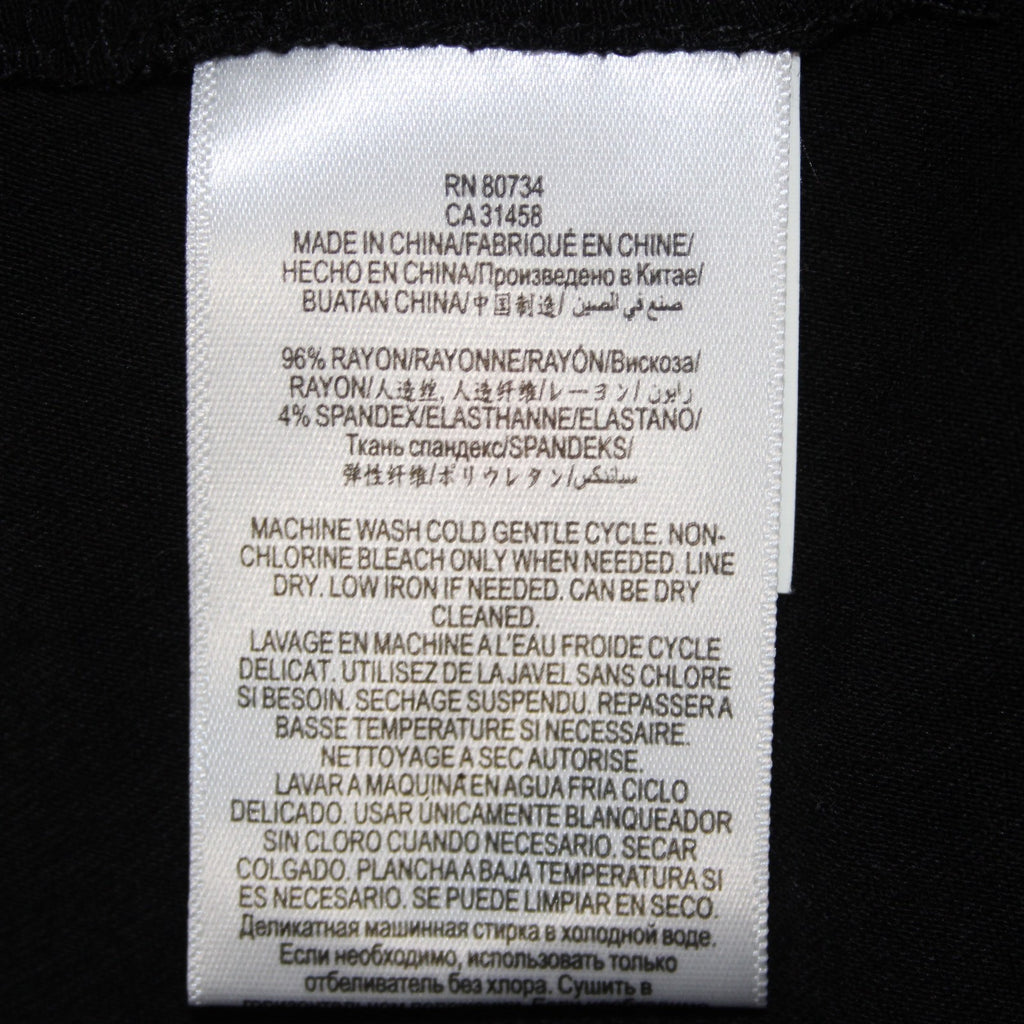 RN 80734
CA 31458
MADE IN CHINA/FABRIQUÉ EN CHINE/
HECHO EN CHINA/Произведено в Китае/
BUATAN CHINA/中国制造/ صنع في الصين
96% RAYON/RAYONNE/RAYÓN/Вискоза/
RAYON/人造丝, 人造纤维/レーヨン/ رايون/
4% SPANDEX/ELASTHANNE/ELASTANO/
Ткань спандекс/SPANDEKS/
弹性纤维/ポリウレタン/سباندكس
MACHINE WASH COLD GENTLE CYCLE. NON-
CHLORINE BLEACH ONLY WHEN NEEDED. LINE
DRY. LOW IRON IF NEEDED. CAN BE DRY
CLEANED.
LAVAGE EN MACHINE A L'EAU FROIDE CYCLE
DELICAT. UTILISEZ DE LA JAVEL SANS CHLORE
SI BESOIN. SECHAGE SUSPENDU. REPASSER A
BASSE TEMPERATURE SI NECESSAIRE.
NETTOYAGE A SEC AUTORISE.
LAVAR A MAQUINA EN AGUA FRIA CICLO
DELICADO. USAR ÚNICAMENTE BLANQUEADOR
SIN CLORO CUANDO NECESARIO. SECAR
COLGADO. PLANCHA A BAJA TEMPERATURA SI
ES NECESARIO. SE PUEDE LIMPIAR EN SECO.
Деликатная машинная стирка в холодной воде.
Если необходимо, использовать только
отбеливатель без хлора. Сушить в